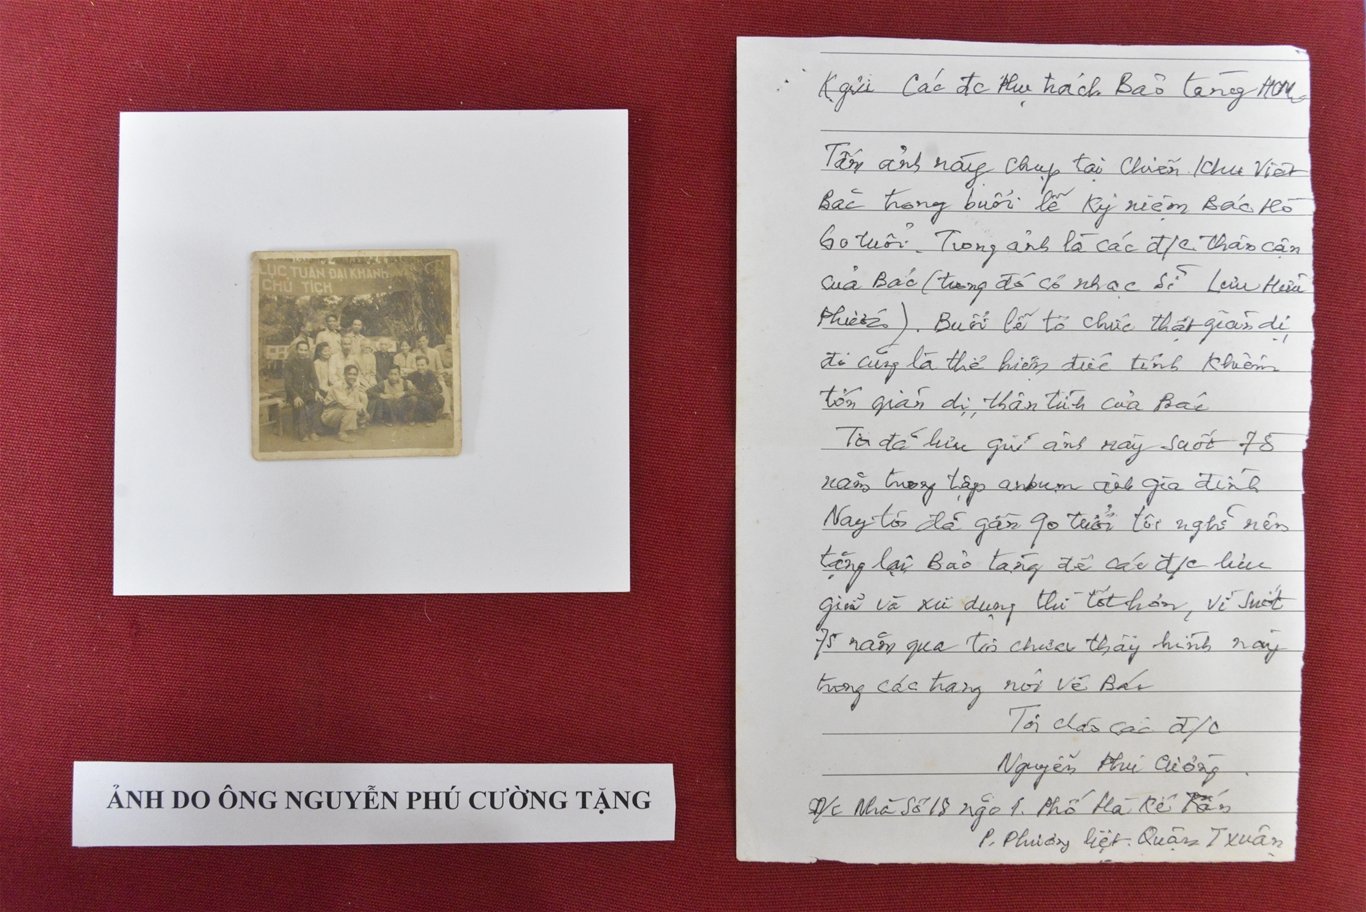 LỤC TUẦN ĐẠI KHÁNH
CHỦ TỊCH
ẢNH DO ÔNG NGUYỄN PHÚ CƯỜNG TẶNG
K gửi Các đc phụ trách Bảo tàng HCM
Tấm ảnh này chụp tại chiến khu Việt
Bắc trong buổi lễ kỷ niệm Bác Hồ
60 tuổi. Trong ảnh là các đ/c thân cận
của Bác (trong đó có nhạc sĩ Lưu Hữu
Phước). Buổi lễ tổ chức thật giản dị
đó cũng là thể hiện đức tính khiêm
tốn giản dị, thân tình của Bác
Tôi đã lưu giữ ảnh này suốt 75
năm trong tập anbum ảnh gia đình
Nay tôi đã gần 90 tuổi tôi nghĩ nên
tặng lại Bảo tàng để các đ/c lưu
giữ và xử dụng thì tốt hơn, vì suốt
75 năm qua tôi chưa thấy hình này
trong các trang nói về Bác
Tôi chào các đ/c
Nguyễn Phú Cường
Đ/c Nhà Số 18 ngõ 1. Phố Hạ
P. Phương liệt. Quận T Xuân